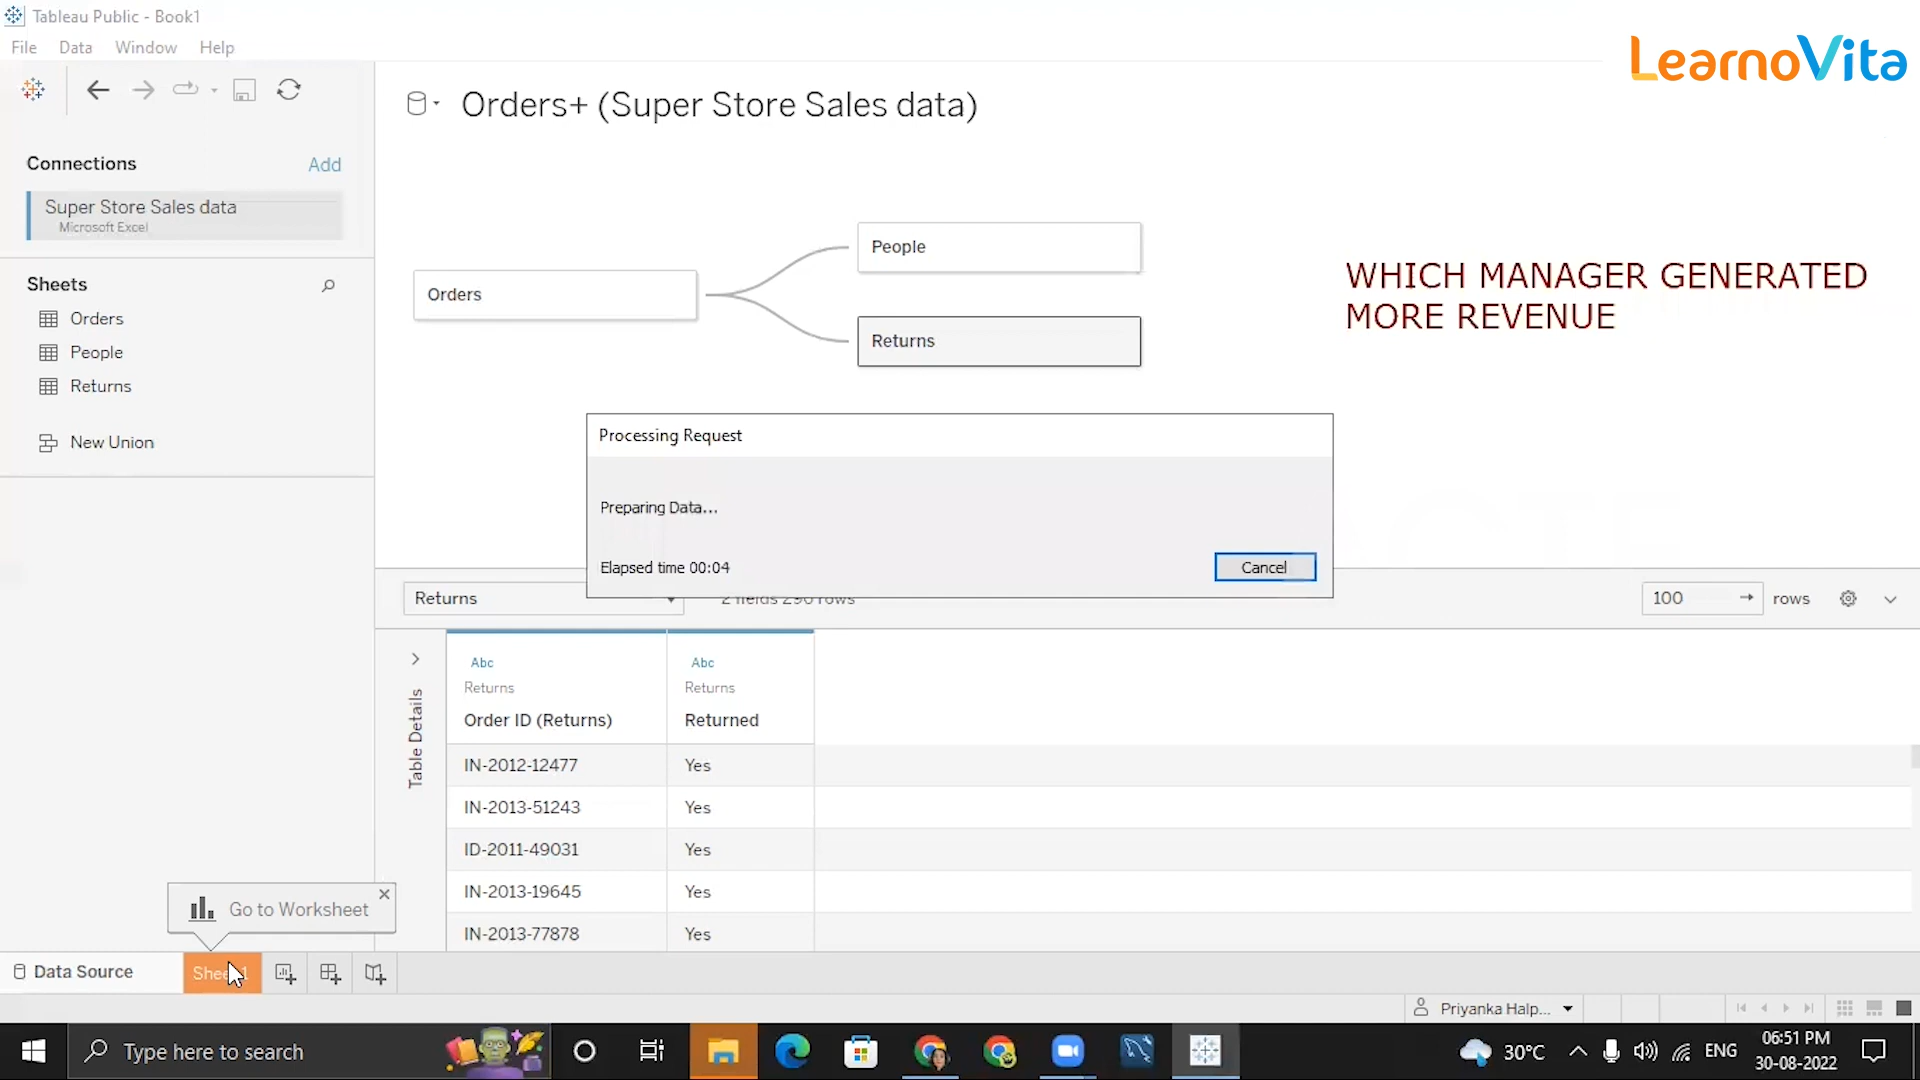 Tableau Public - Book1
File Data Window Help
LearnoVita
Orders+ (Super Store Sales data)
Connections Add
Super Store Sales data
Microsoft Excel
Sheets
Orders
People
Returns
New Union
Orders
People
Returns
WHICH MANAGER GENERATED
MORE REVENUE
Processing Request
Preparing Data...
Elapsed time 00:04
Cancel
Returns
2 fields 290 rows
100 → rows
Table Details
Abc
Returns
Order ID (Returns)
Abc
Returns
Returned
IN-2012-12477 Yes
IN-2013-51243 Yes
ID-2011-49031 Yes
IN-2013-19645 Yes
IN-2013-77878 Yes
Go to Worksheet
Data Source
Priyanka Halp...
Type here to search
30°C
ENG
06:51 PM
30-08-2022